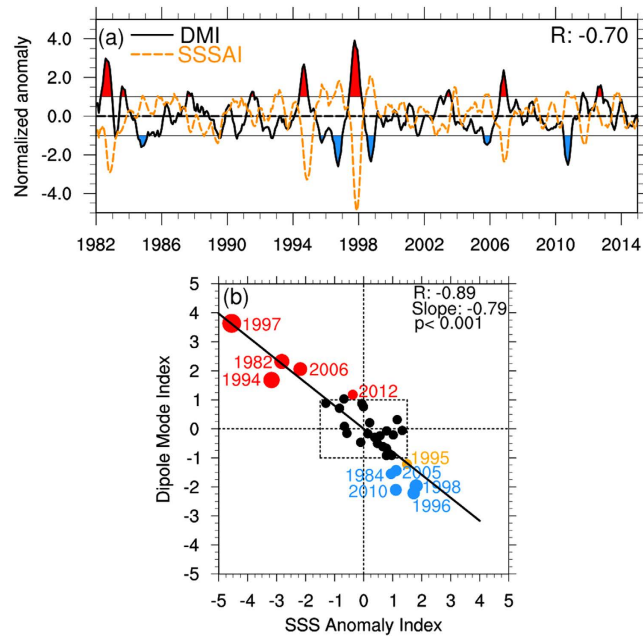 (a)
DMI
SSSAI
R: -0.70
Normalized anomaly
4.0
2.0
0.0
-2.0
-4.0
1982 1986 1990 1994 1998 2002 2006 2010 2014
(b)
R: -0.89
Slope: -0.79
p< 0.001
Dipole Mode Index
5
4
3
2
1
0
-1
-2
-3
-4
-5
1997
1982
2006
1994
2012
1995
1984
2005
2010
1998
1996
-5 -4 -3 -2 -1 0 1 2 3 4 5
SSS Anomaly Index